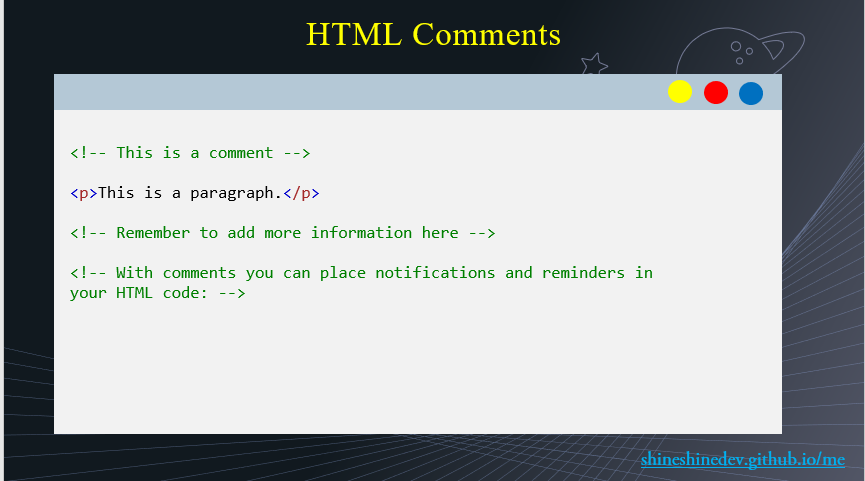 HTML Comments
<!-- This is a comment -->
<p>This is a paragraph.</p>
<!-- Remember to add more information here -->
<!-- With comments you can place notifications and reminders in
your HTML code: -->
shineshinedev.github.io/me